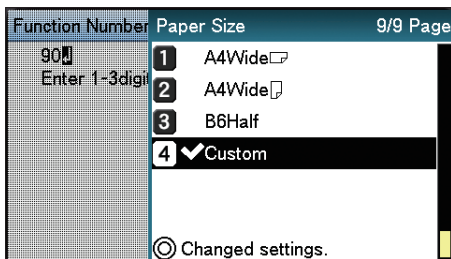 Function Number
90
Enter 1-3digi
Paper Size 9/9 Page
1 A4Wide
2 A4Wide
3 B6Half
4 Custom
Changed settings.